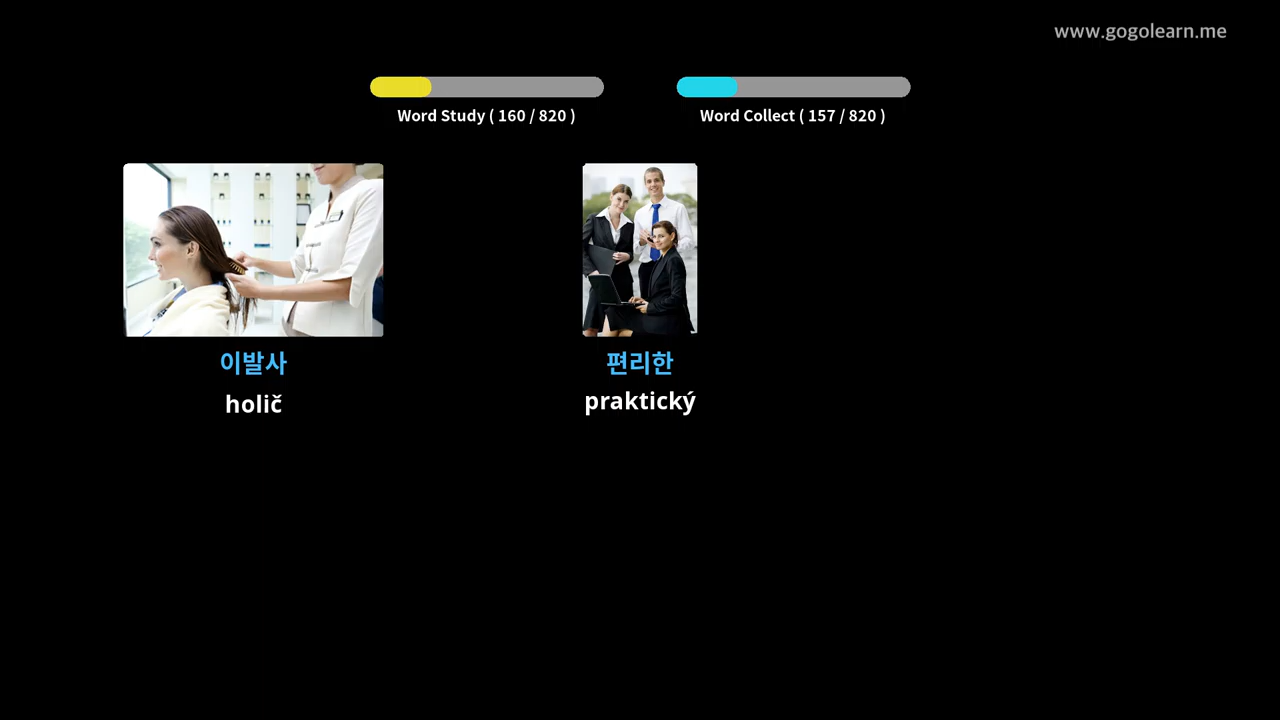 www.gogolearn.me
Word Study ( 160 / 820 )
Word Collect ( 157 / 820 )
이발사
holič
편리한
praktický